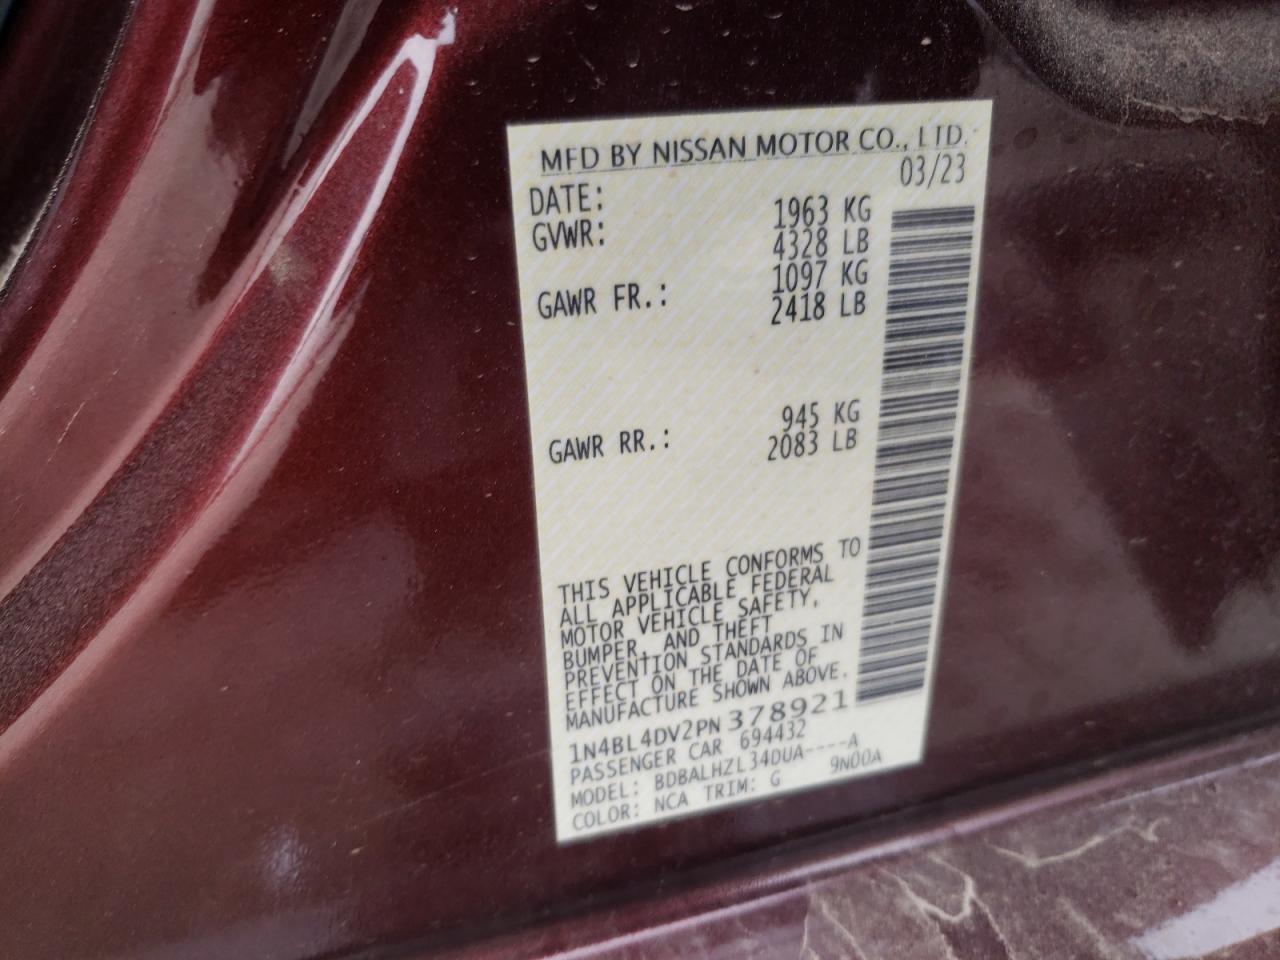 MFD BY NISSAN MOTOR CO., LTD.
DATE: 03/23
GVWR: 1963 KG
4328 LB
GAWR FR.: 1097 KG
2418 LB
GAWR RR.: 945 KG
2083 LB
THIS VEHICLE CONFORMS TO
ALL APPLICABLE FEDERAL
MOTOR VEHICLE SAFETY,
BUMPER, AND THEFT
PREVENTION STANDARDS IN
EFFECT ON THE DATE OF
MANUFACTURE SHOWN ABOVE.
1N4BL4DV2PN378921
PASSENGER CAR 694432
MODEL: BDBALHZL34DUA----A
COLOR: NCA TRIM: G 9N00A